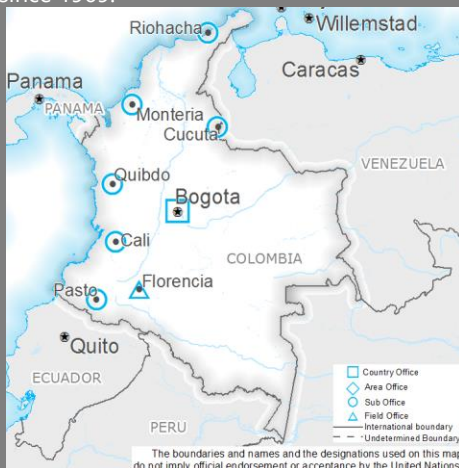 since 1969.
Riohacha
Willemstad
Panama
Caracas
PANAMA
Monteria
Cucuta
VENEZUELA
Quibdo
Bogota
Cali
COLOMBIA
Florencia
Pasto
Quito
ECUADOR
PERU
Country Office
Area Office
Sub Office
Field Office
International boundary
Undetermined Boundary
The boundaries and names and the designations used on this map
do not imply official endorsement or acceptance by the United Nations